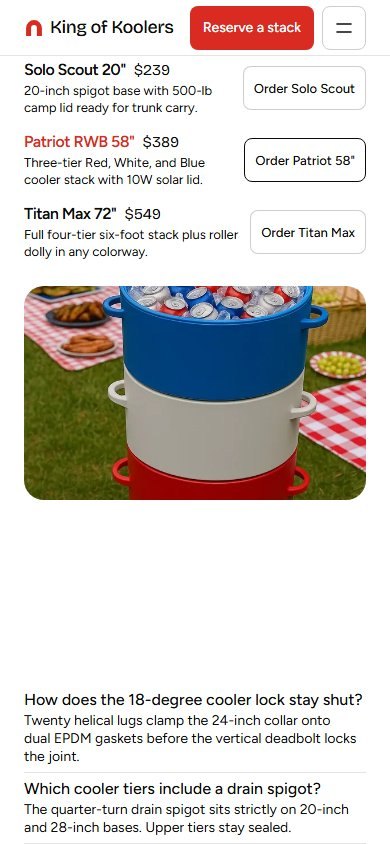 King of Koolers
Reserve a stack
Solo Scout 20" $239
20-inch spigot base with 500-lb
camp lid ready for trunk carry.
Order Solo Scout
Patriot RWB 58" $389
Three-tier Red, White, and Blue
cooler stack with 10W solar lid.
Order Patriot 58"
Titan Max 72" $549
Full four-tier six-foot stack plus roller
dolly in any colorway.
Order Titan Max
How does the 18-degree cooler lock stay shut?
Twenty helical lugs clamp the 24-inch collar onto
dual EPDM gaskets before the vertical deadbolt locks
the joint.
Which cooler tiers include a drain spigot?
The quarter-turn drain spigot sits strictly on 20-inch
and 28-inch bases. Upper tiers stay sealed.